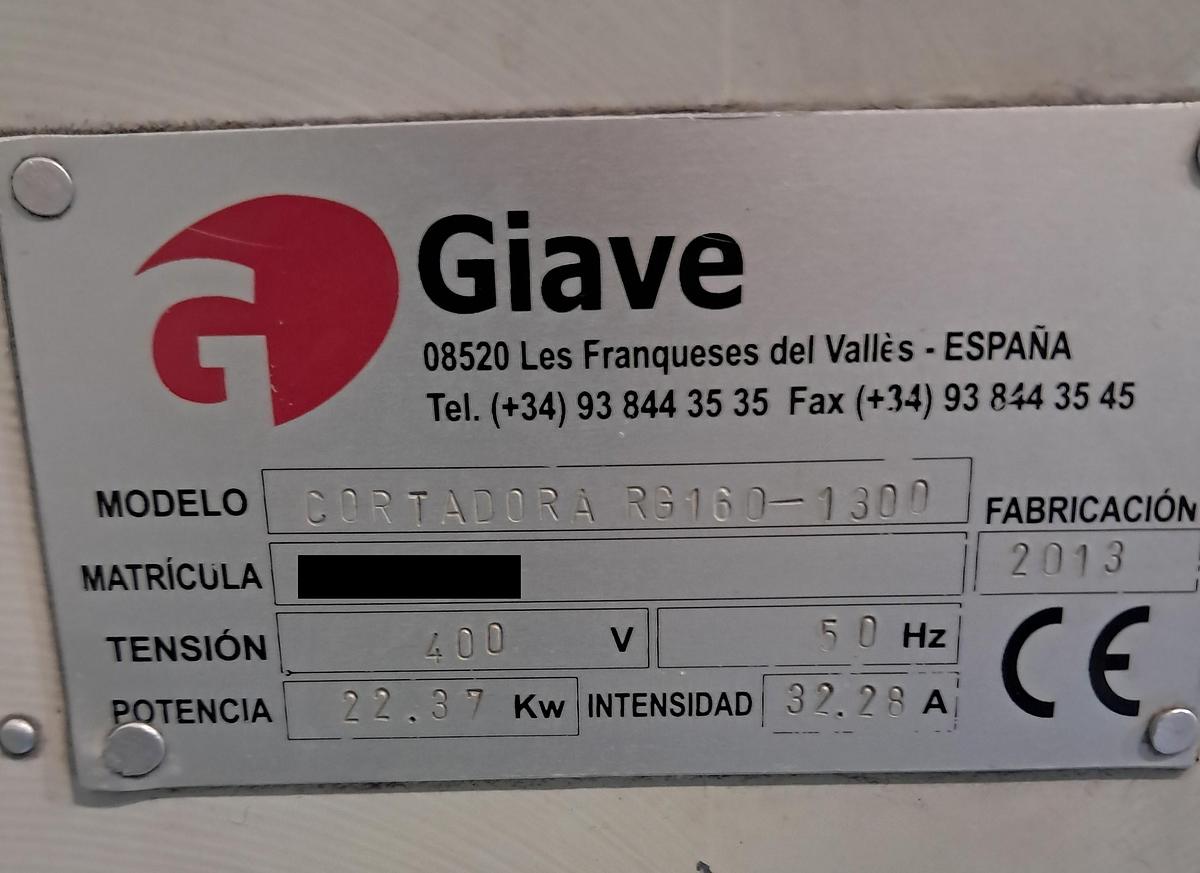 Giave
08520 Les Franqueses del Vallès - ESPAÑA
Tel. (+34) 93 844 35 35 Fax (+34) 93 844 35 45
MODELO CORTADORA RG160-1300 FABRICACIÓN
MATRÍCULA 2013
TENSIÓN 400 V 50 Hz
POTENCIA 22.37 Kw INTENSIDAD 32.28 A
CE